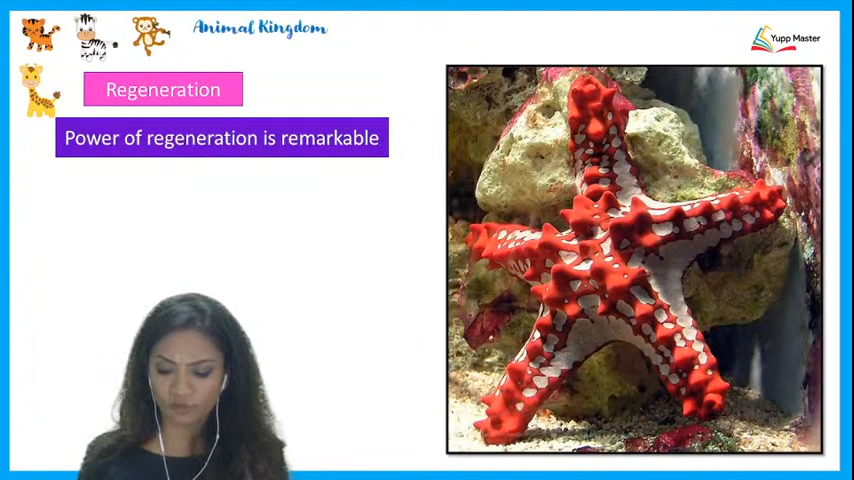 Animal Kingdom
Yupp Master
Regeneration
Power of regeneration is remarkable